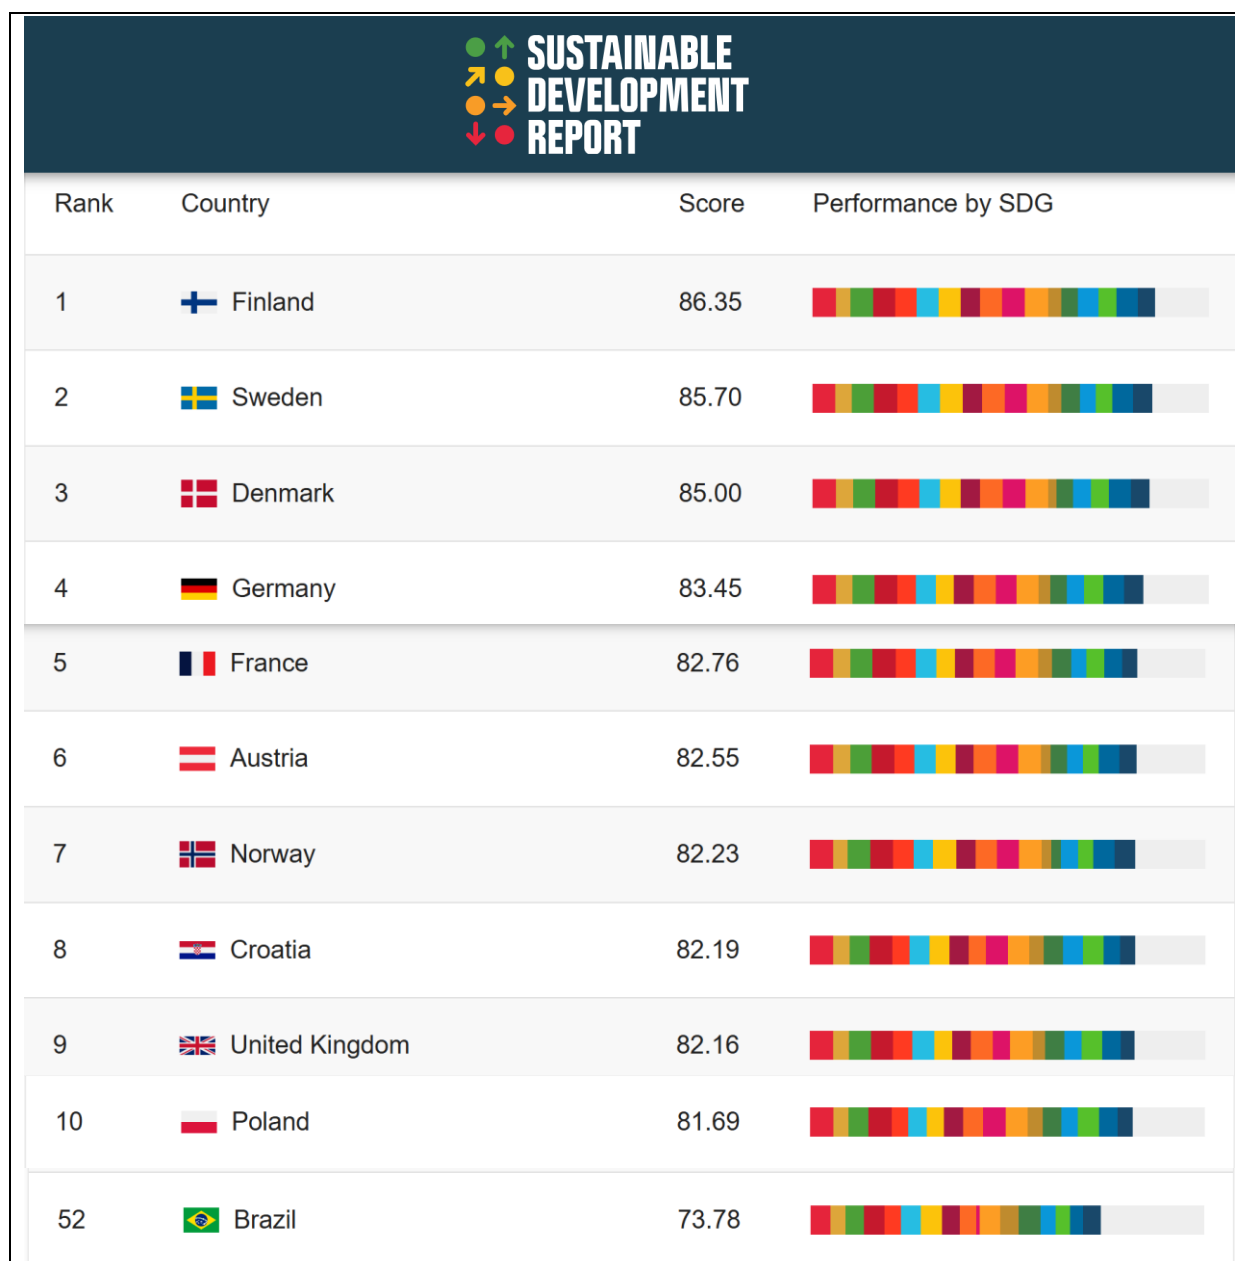 SUSTAINABLE
DEVELOPMENT
REPORT
Rank Country Score Performance by SDG
1 Finland 86.35
2 Sweden 85.70
3 Denmark 85.00
4 Germany 83.45
5 France 82.76
6 Austria 82.55
7 Norway 82.23
8 Croatia 82.19
9 United Kingdom 82.16
10 Poland 81.69
52 Brazil 73.78